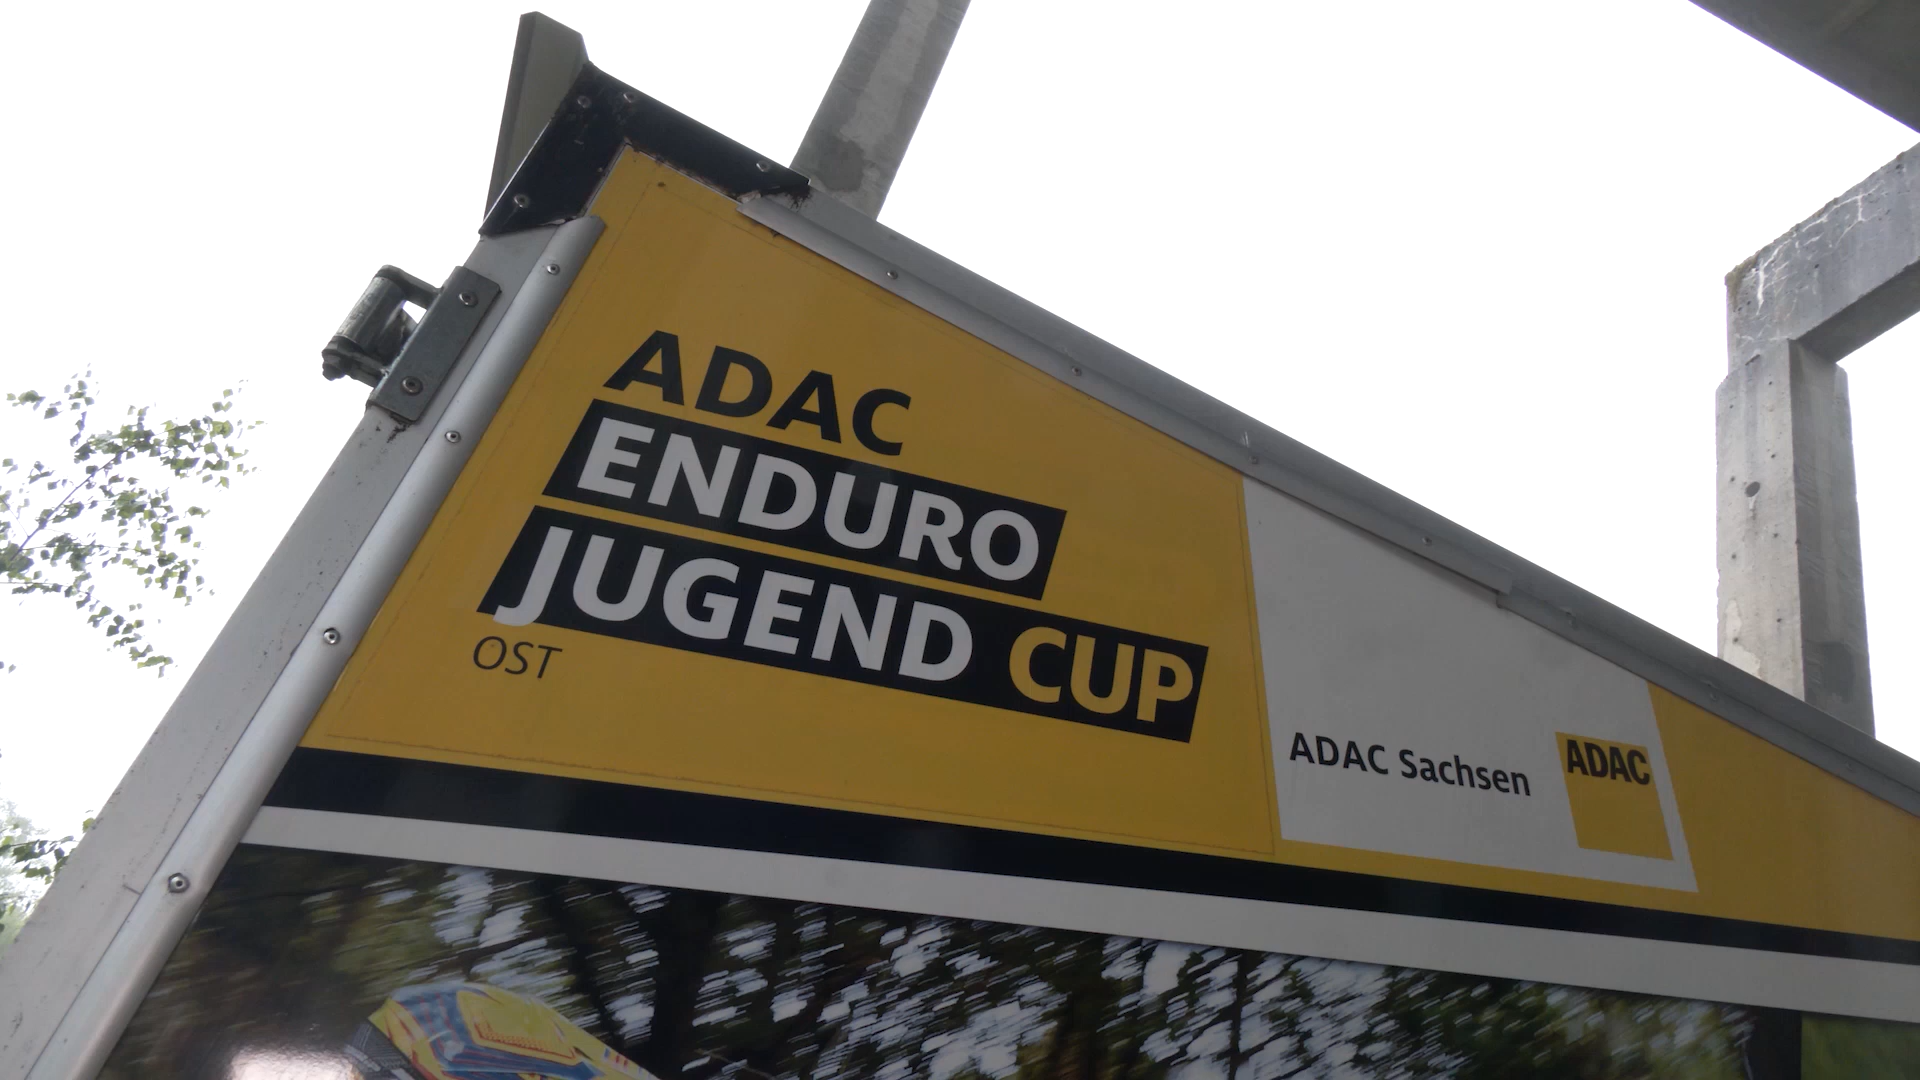 ADAC
ENDURO
JUGEND CUP
OST
ADAC Sachsen
ADAC